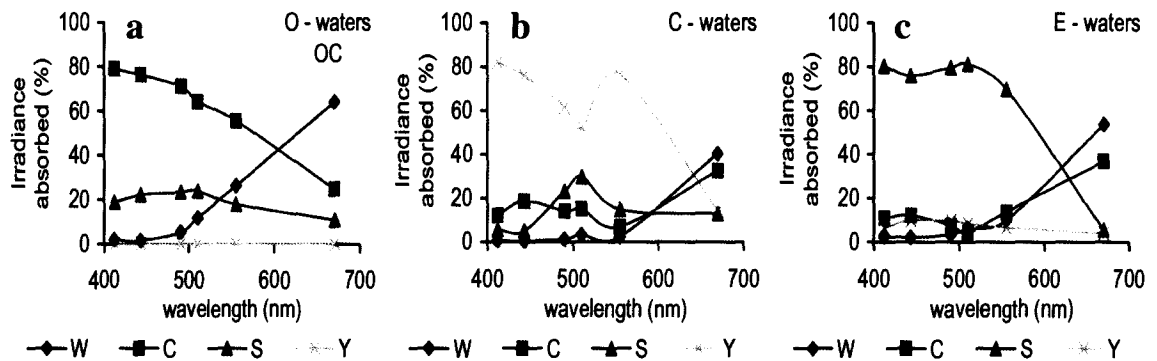 a
O - waters
OC
Irradiance
absorbed (%)
100
80
60
40
20
0
400 500 600 700
wavelength (nm)
W C S Y
b
C - waters
Irradiance
absorbed (%)
100
80
60
40
20
0
400 500 600 700
wavelength (nm)
W C S Y
c
E - waters
Irradiance
absorbed (%)
100
80
60
40
20
0
400 500 600 700
wavelength (nm)
W C S Y